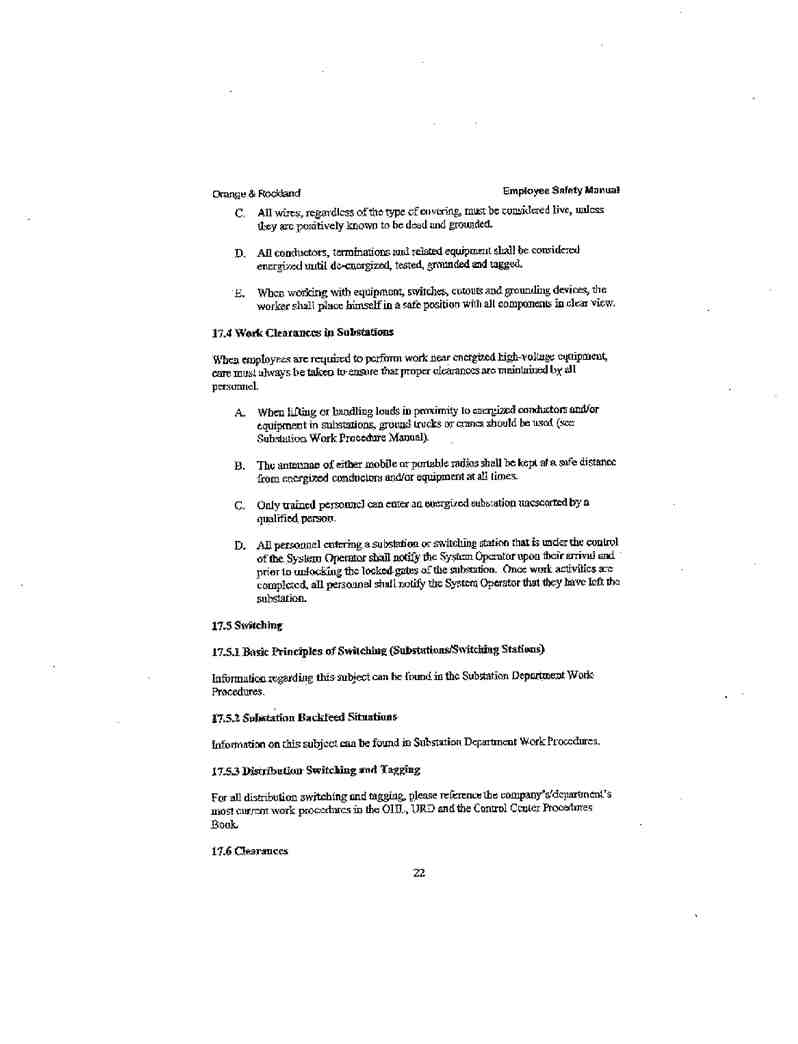 Orange & Rockland
Employee Safety Manual
C. All wires, regardless of the type of covering, must be considered live, unless
they are positively known to be dead and grounded.
D. All conductors, terminations and related equipment shall be considered
energized until de-energized, tested, grounded and tagged.
E. When working with equipment, switches, cutouts and grounding devices, the
worker shall place himself in a safe position with all components in clear view.
17.4 Work Clearances in Substations
When employees are required to perform work near energized high-voltage equipment,
care must always be taken to ensure that proper clearances are maintained by all
personnel.
A. When lifting or handling loads in proximity to energized conductors and/or
equipment in substations, ground trucks or cranes should be used (see
Substation Work Procedure Manual).
B. The antennae of either mobile or portable radios shall be kept at a safe distance
from energized conductors and/or equipment at all times.
C. Only trained personnel can enter an energized substation unescorted by a
qualified person.
D. All personnel entering a substation or switching station that is under the control
of the System Operator shall notify the System Operator upon their arrival and
prior to unlocking the locked gates of the substation. Once work activities are
completed, all personnel shall notify the System Operator that they have left the
substation.
17.5 Switching
17.5.1 Basic Principles of Switching (Substations/Switching Stations)
Information regarding this subject can be found in the Substation Department Work
Procedures.
17.5.2 Substation Backfeed Situations
Information on this subject can be found in Substation Department Work Procedures.
17.5.3 Distribution Switching and Tagging
For all distribution switching and tagging, please reference the company's/department's
most current work procedures in the OHL, URD and the Control Center Procedures
Book.
17.6 Clearances
22